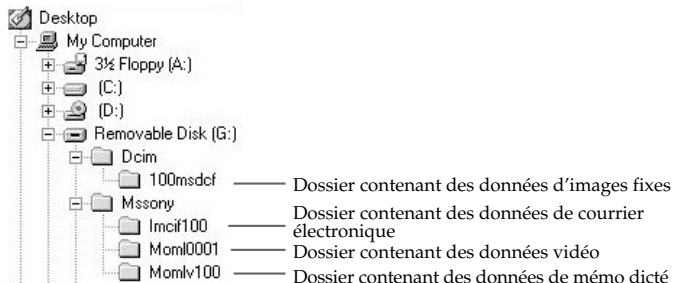 Desktop
My Computer
3½ Floppy (A:)
(C:)
(D:)
Removable Disk (G:)
Dcim
100msdcf
Dossier contenant des données d'images fixes
Mssony
Imcif100
Dossier contenant des données de courrier
électronique
Moml0001
Dossier contenant des données vidéo
Momlv100
Dossier contenant des données de mémo dicté